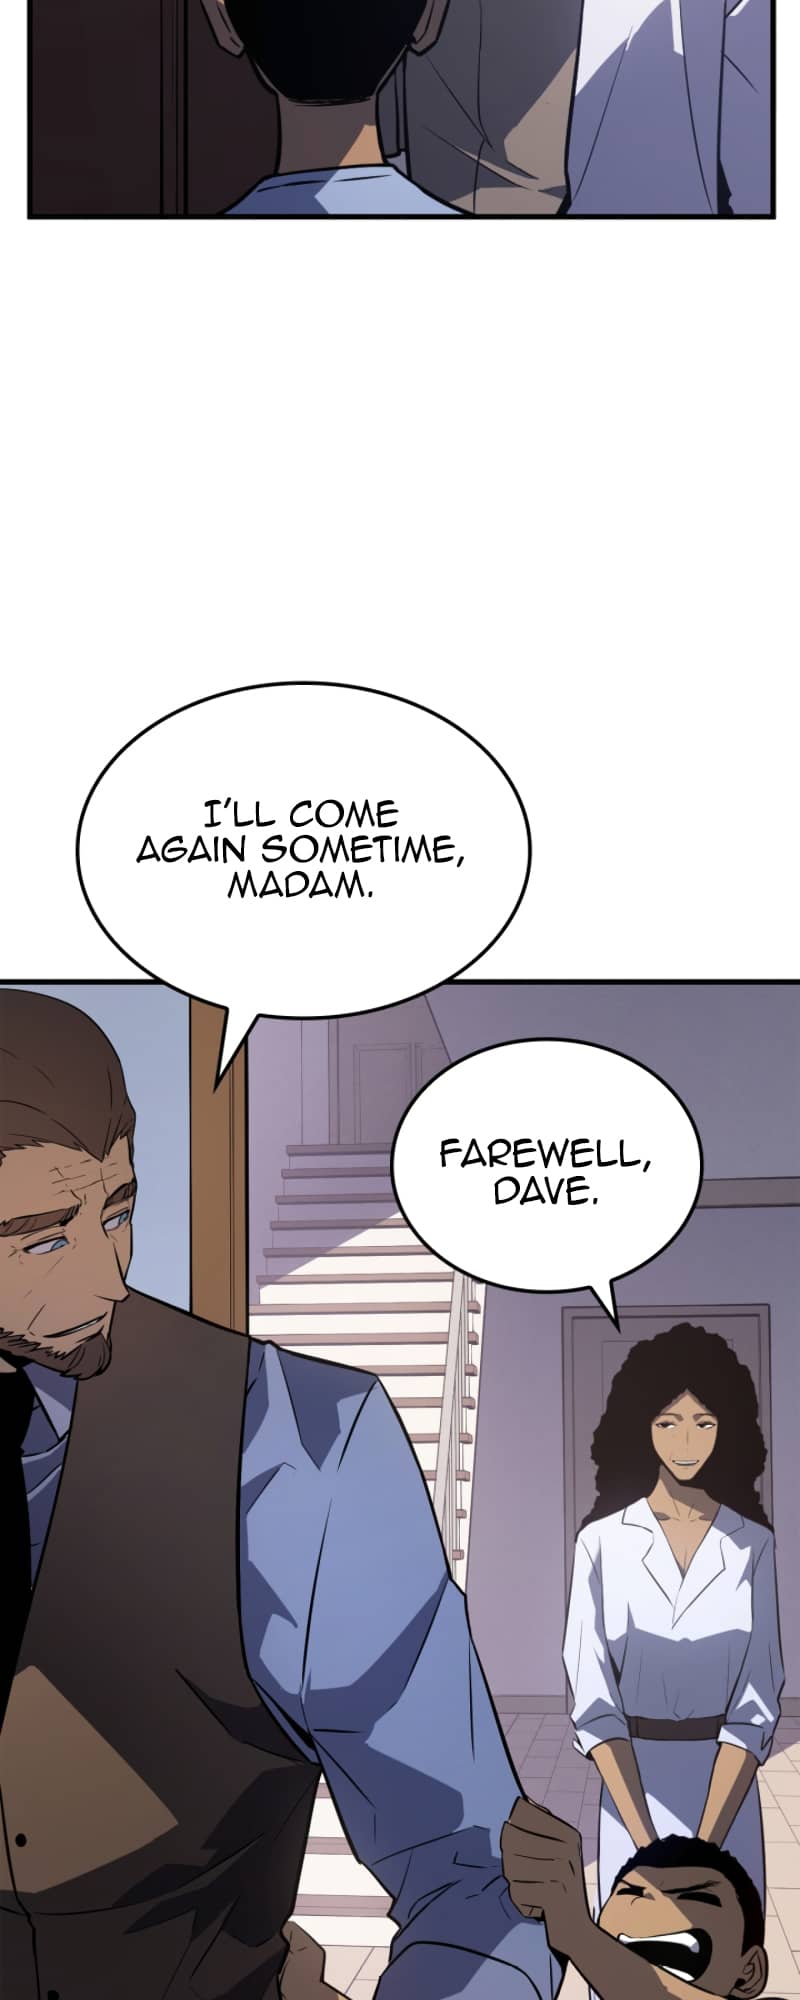 I'LL COME
AGAIN SOMETIME,
MADAM.
FAREWELL,
DAVE.